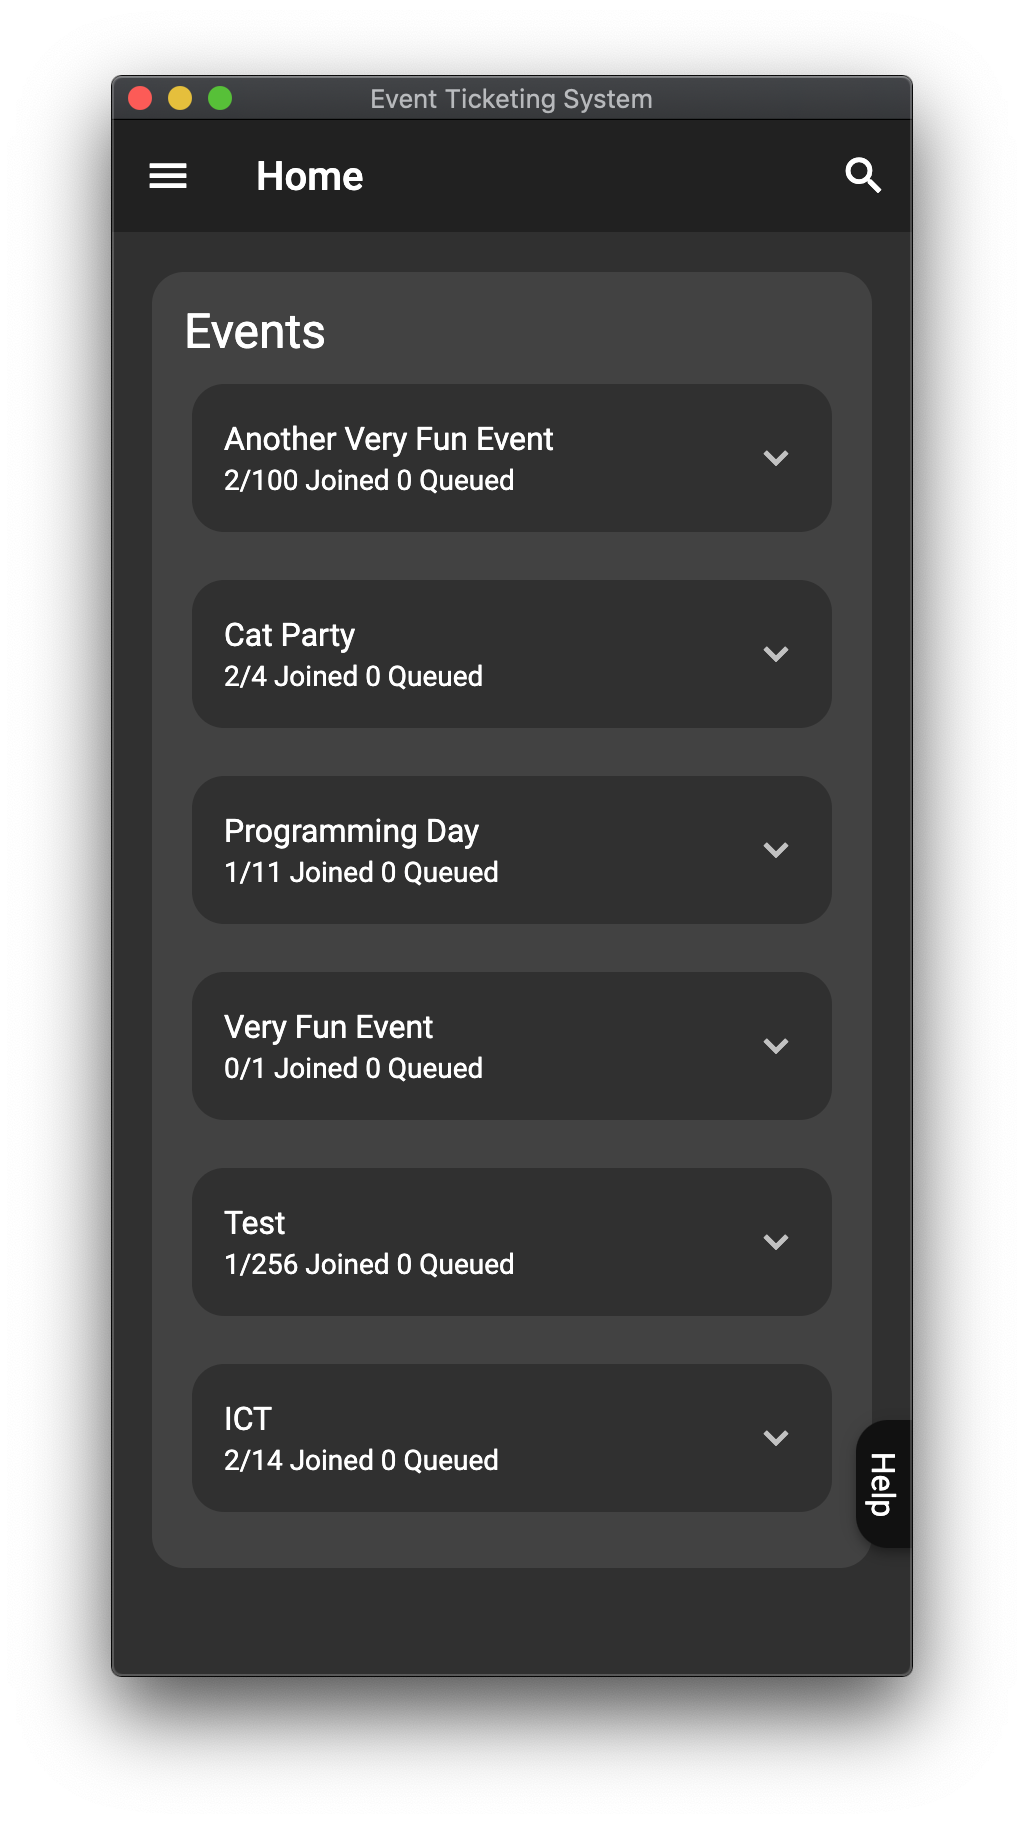 Event Ticketing System
Home
Events
Another Very Fun Event
2/100 Joined 0 Queued
Cat Party
2/4 Joined 0 Queued
Programming Day
1/11 Joined 0 Queued
Very Fun Event
0/1 Joined 0 Queued
Test
1/256 Joined 0 Queued
ICT
2/14 Joined 0 Queued
Help